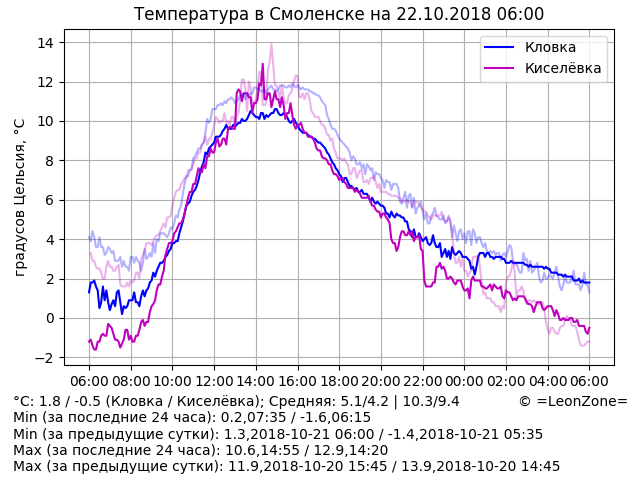 Температура в Смоленске на 22.10.2018 06:00
Кловка
Киселёвка
градусов Цельсия, °C
14
12
10
8
6
4
2
0
−2
06:00 08:00 10:00 12:00 14:00 16:00 18:00 20:00 22:00 00:00 02:00 04:00 06:00
°C: 1.8 / -0.5 (Кловка / Киселёвка); Средняя: 5.1/4.2 | 10.3/9.4 © =LeonZone=
Min (за последние 24 часа): 0.2,07:35 / -1.6,06:15
Min (за предыдущие сутки): 1.3,2018-10-21 06:00 / -1.4,2018-10-21 05:35
Max (за последние 24 часа): 10.6,14:55 / 12.9,14:20
Max (за предыдущие сутки): 11.9,2018-10-20 15:45 / 13.9,2018-10-20 14:45